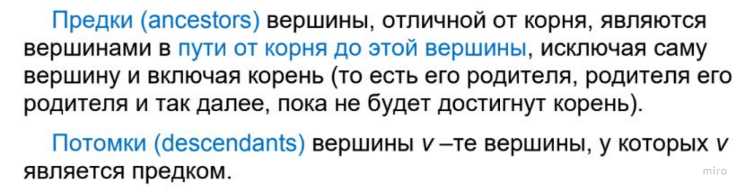 Предки (ancestors) вершины, отличной от корня, являются
вершинами в пути от корня до этой вершины, исключая саму
вершину и включая корень (то есть его родителя, родителя его
родителя и так далее, пока не будет достигнут корень).
Потомки (descendants) вершины v –те вершины, у которых v
является предком.
miro